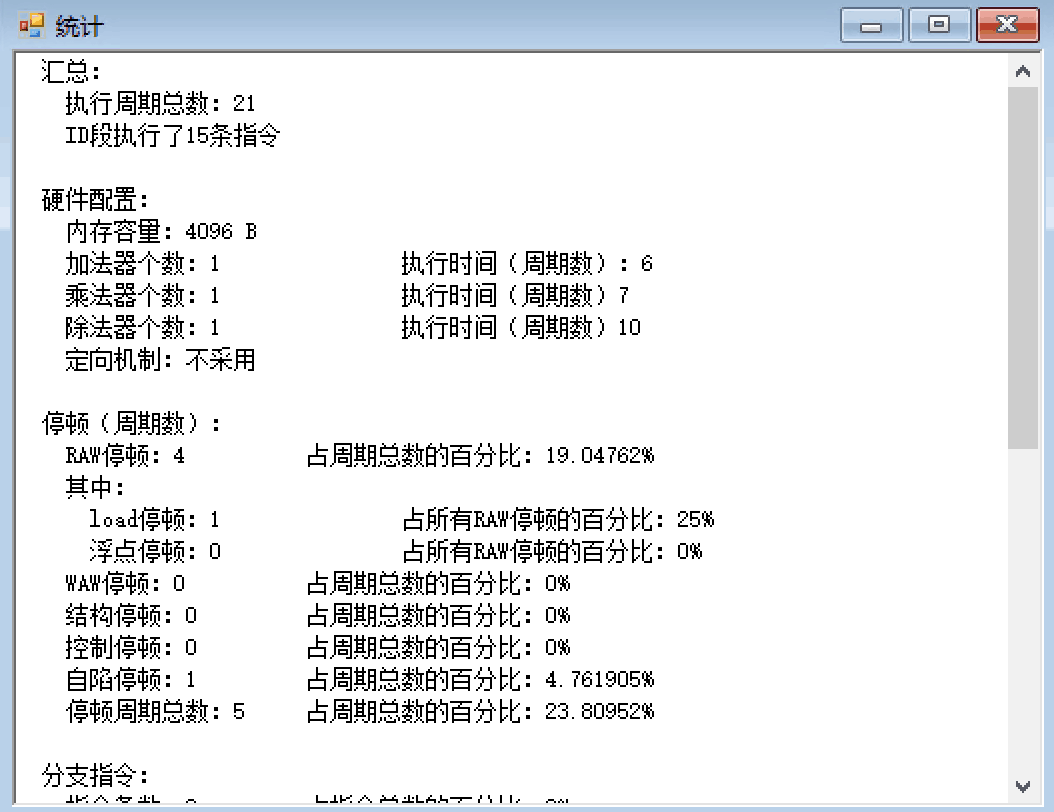 统计
汇总：
执行周期总数：21
ID段执行了15条指令
硬件配置：
内存容量：4096 B
加法器个数：1 执行时间（周期数）：6
乘法器个数：1 执行时间（周期数）7
除法器个数：1 执行时间（周期数）10
定向机制：不采用
停顿（周期数）：
RAW停顿：4 占周期总数的百分比：19.04762%
其中：
load停顿：1 占所有RAW停顿的百分比：25%
浮点停顿：0 占所有RAW停顿的百分比：0%
WAW停顿：0 占周期总数的百分比：0%
结构停顿：0 占周期总数的百分比：0%
控制停顿：0 占周期总数的百分比：0%
自陷停顿：1 占周期总数的百分比：4.761905%
停顿周期总数：5 占周期总数的百分比：23.80952%
分支指令：